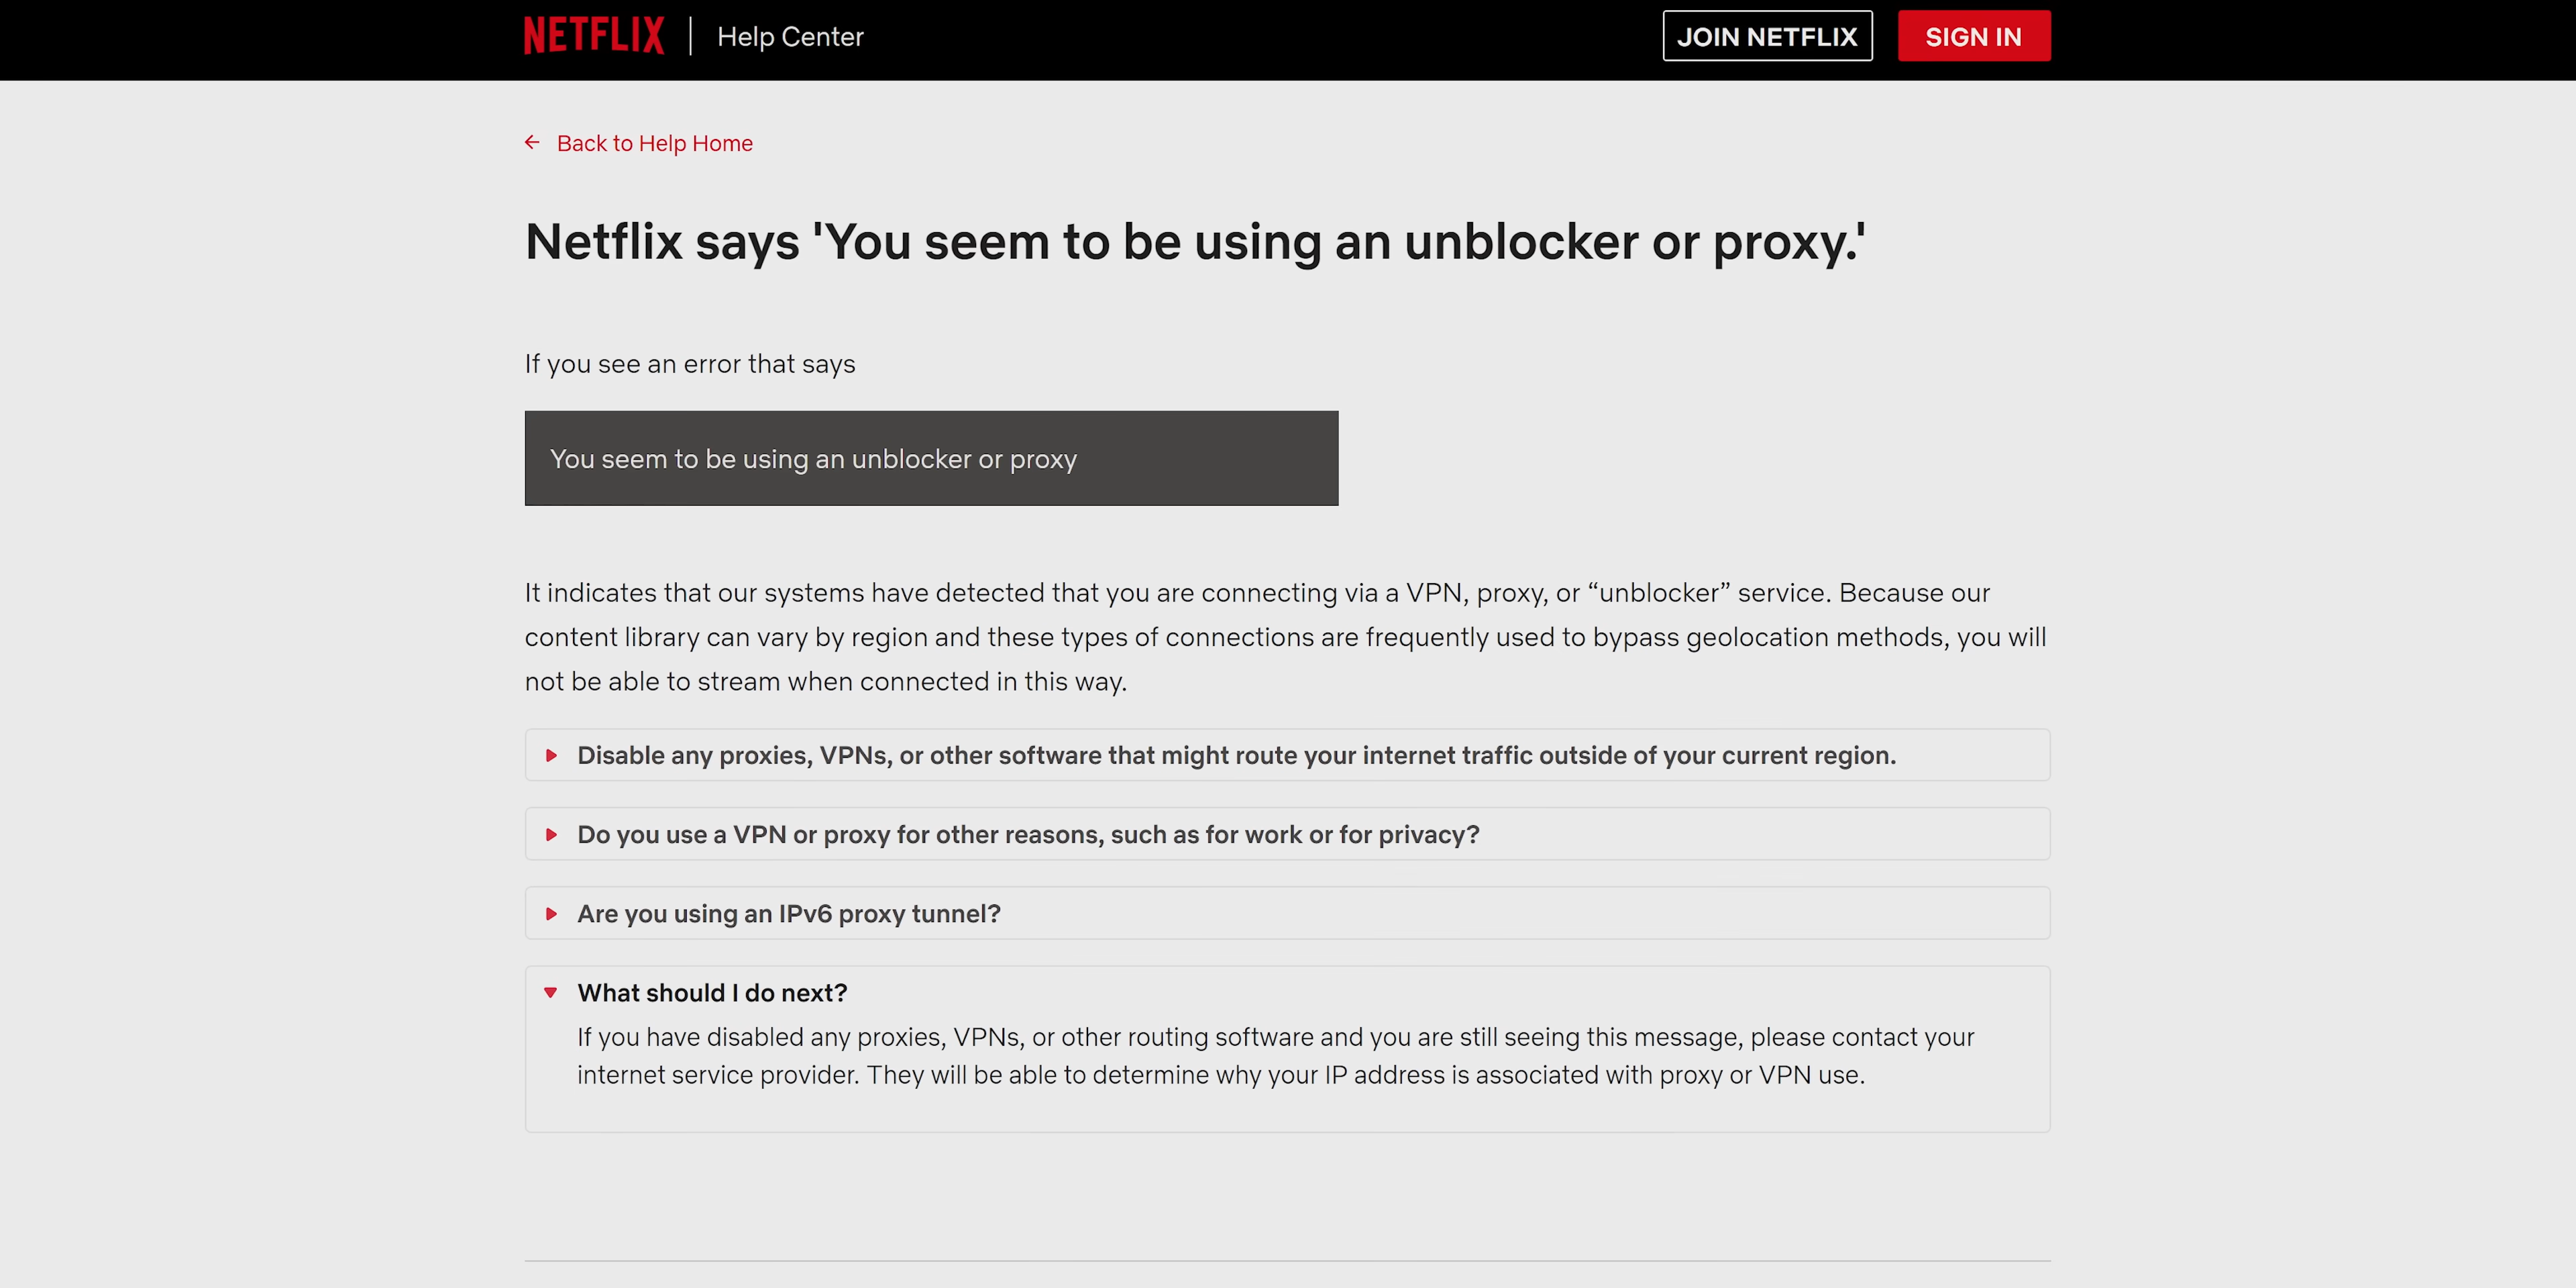 NETFLIX | Help Center JOIN NETFLIX SIGN IN
← Back to Help Home
Netflix says 'You seem to be using an unblocker or proxy.'
If you see an error that says
You seem to be using an unblocker or proxy
It indicates that our systems have detected that you are connecting via a VPN, proxy, or “unblocker” service. Because our
content library can vary by region and these types of connections are frequently used to bypass geolocation methods, you will
not be able to stream when connected in this way.
Disable any proxies, VPNs, or other software that might route your internet traffic outside of your current region.
Do you use a VPN or proxy for other reasons, such as for work or for privacy?
Are you using an IPv6 proxy tunnel?
What should I do next?
If you have disabled any proxies, VPNs, or other routing software and you are still seeing this message, please contact your
internet service provider. They will be able to determine why your IP address is associated with proxy or VPN use.